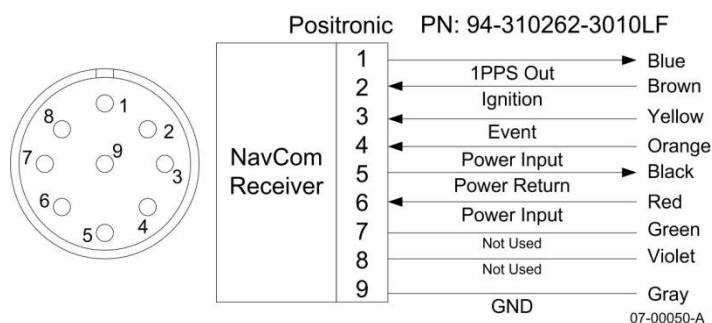 Positronic PN: 94-310262-3010LF
1
2
3
4
5
6
7
8
9
NavCom
Receiver
1 Blue
1PPS Out
2 Brown
Ignition
3 Yellow
Event
4 Orange
Power Input
5 Black
Power Return
6 Red
Power Input
7 Green
Not Used
8 Violet
Not Used
9 Gray
GND
07-00050-A